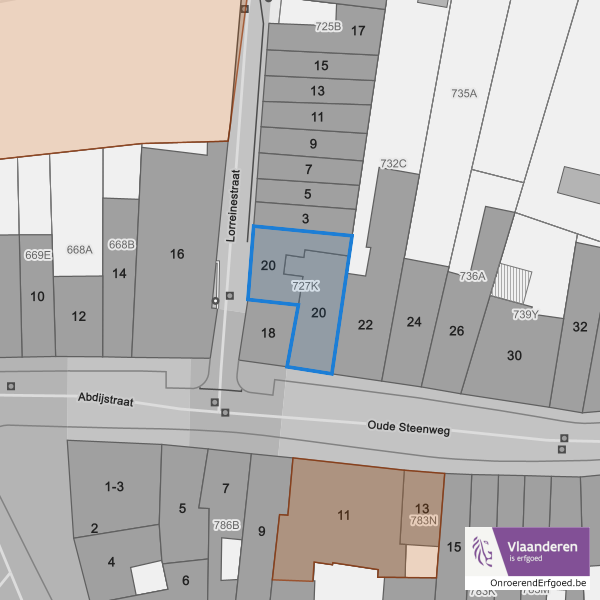 725B
17
15
735A
13
11
9
732C
7
5
Lorreinestraat
3
668B
668A
669E
16
20
14
736A
727K
10
12
20
739Y
22
24
26
32
18
30
Abdijstraat
Oude Steenweg
1-3
7
5
11
13
783N
2
786B
9
15
4
6
Vlaanderen
is erfgoed
OnroerendErfgoed.be